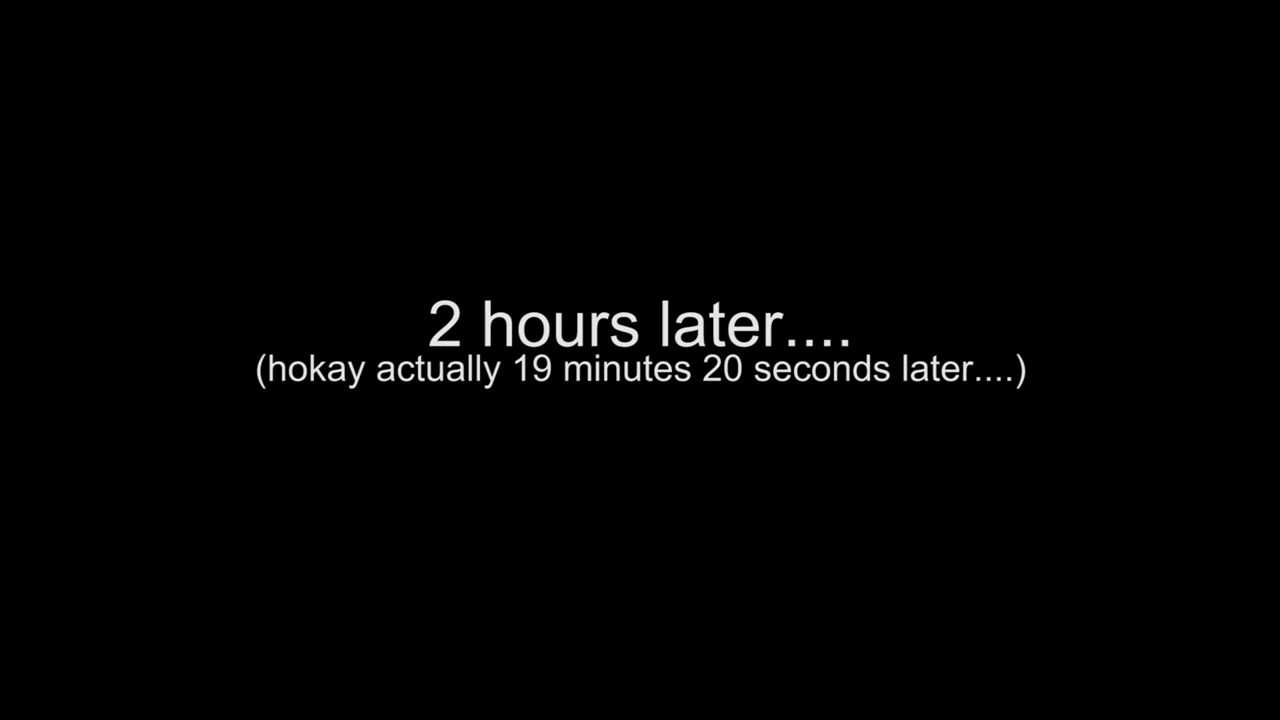 2 hours later....
(hokay actually 19 minutes 20 seconds later....)